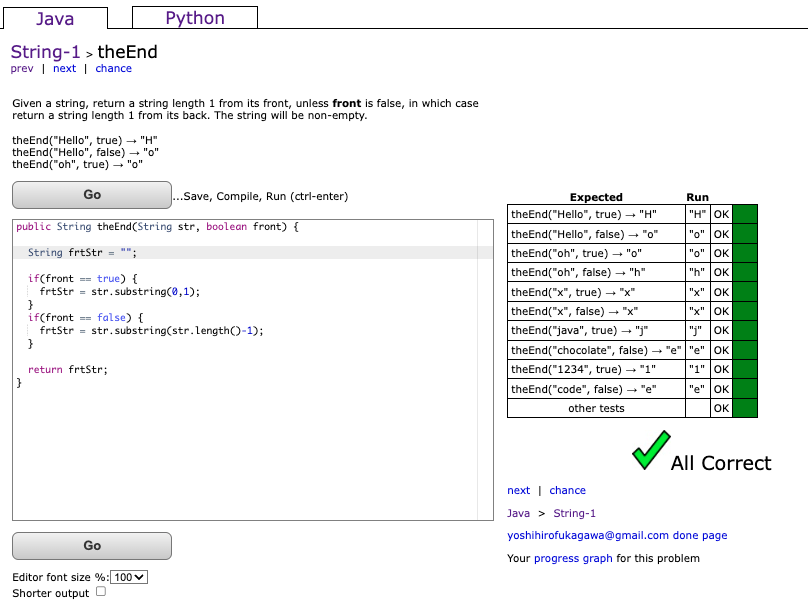 Java Python
String-1 > theEnd
prev | next | chance
Given a string, return a string length 1 from its front, unless front is false, in which case
return a string length 1 from its back. The string will be non-empty.
theEnd("Hello", true) → "H"
theEnd("Hello", false) → "o"
theEnd("oh", true) → "o"
Go ...Save, Compile, Run (ctrl-enter)
public String theEnd(String str, boolean front) {
String frtStr = "";
if(front == true) {
frtStr = str.substring(0,1);
}
if(front == false) {
frtStr = str.substring(str.length()-1);
}
return frtStr;
}
Go
Editor font size %: 100
Shorter output
Expected Run
theEnd("Hello", true) → "H" "H" OK
theEnd("Hello", false) → "o" "o" OK
theEnd("oh", true) → "o" "o" OK
theEnd("oh", false) → "h" "h" OK
theEnd("x", true) → "x" "x" OK
theEnd("x", false) → "x" "x" OK
theEnd("java", true) → "j" "j" OK
theEnd("chocolate", false) → "e" "e" OK
theEnd("1234", true) → "1" "1" OK
theEnd("code", false) → "e" "e" OK
other tests OK
All Correct
next | chance
Java > String-1
yoshihirofukagawa@gmail.com done page
Your progress graph for this problem